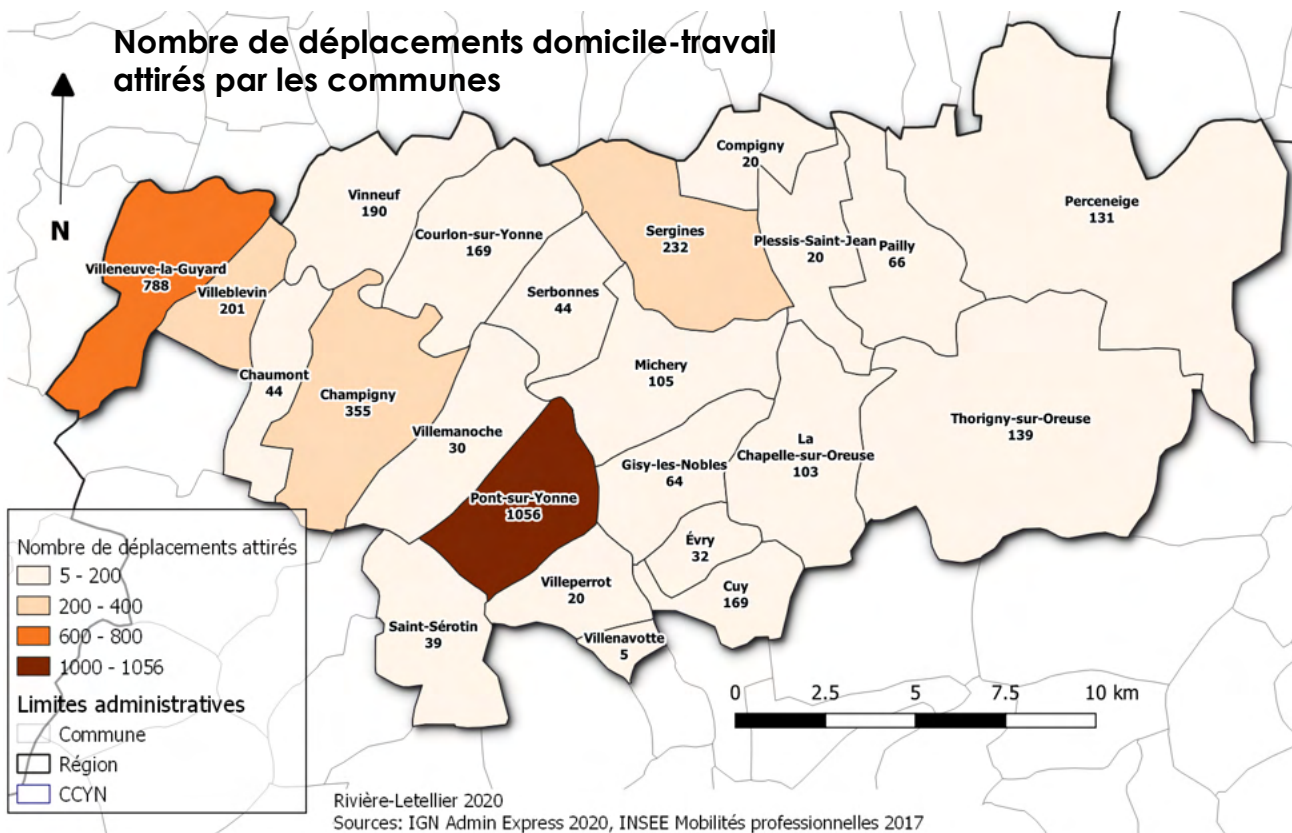 Nombre de déplacements domicile-travail
attirés par les communes
N
Compigny
20
Vinneuf
190
Perceneige
131
Courlon-sur-Yonne
169
Sergines
232
Plessis-Saint-Jean
20
Pailly
66
Villeneuve-la-Guyard
788
Villeblevin
201
Serbonnes
44
Chaumont
44
Champigny
355
Michery
105
Villemanoche
30
Thorigny-sur-Oreuse
139
La
Chapelle-sur-Oreuse
103
Gisy-les-Nobles
64
Pont-sur-Yonne
1056
Évry
32
Villeperrot
20
Cuy
169
Saint-Sérotin
39
Villenavotte
5
Nombre de déplacements attirés
5 - 200
200 - 400
600 - 800
1000 - 1056
Limites administratives
Commune
Région
CCYN
0 2.5 5 7.5 10 km
Rivière-Letellier 2020
Sources: IGN Admin Express 2020, INSEE Mobilités professionnelles 2017